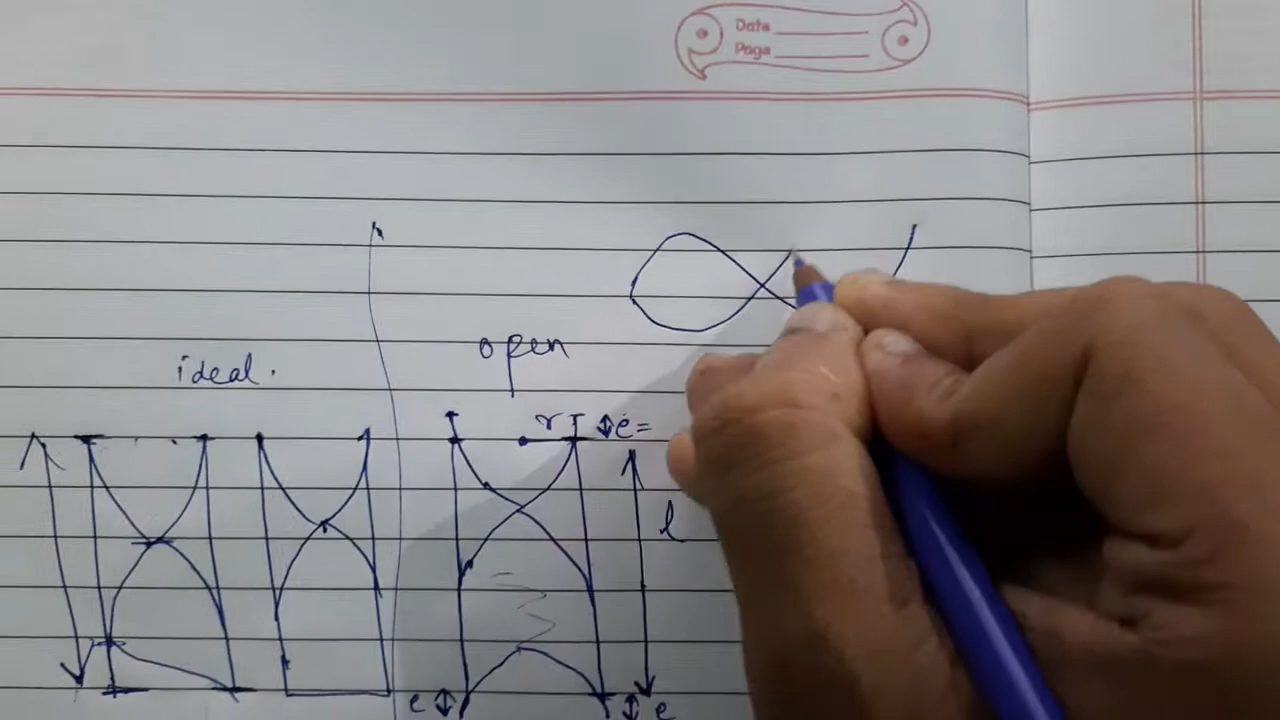 Date
Page
open
ideal.
r e =
l
e e